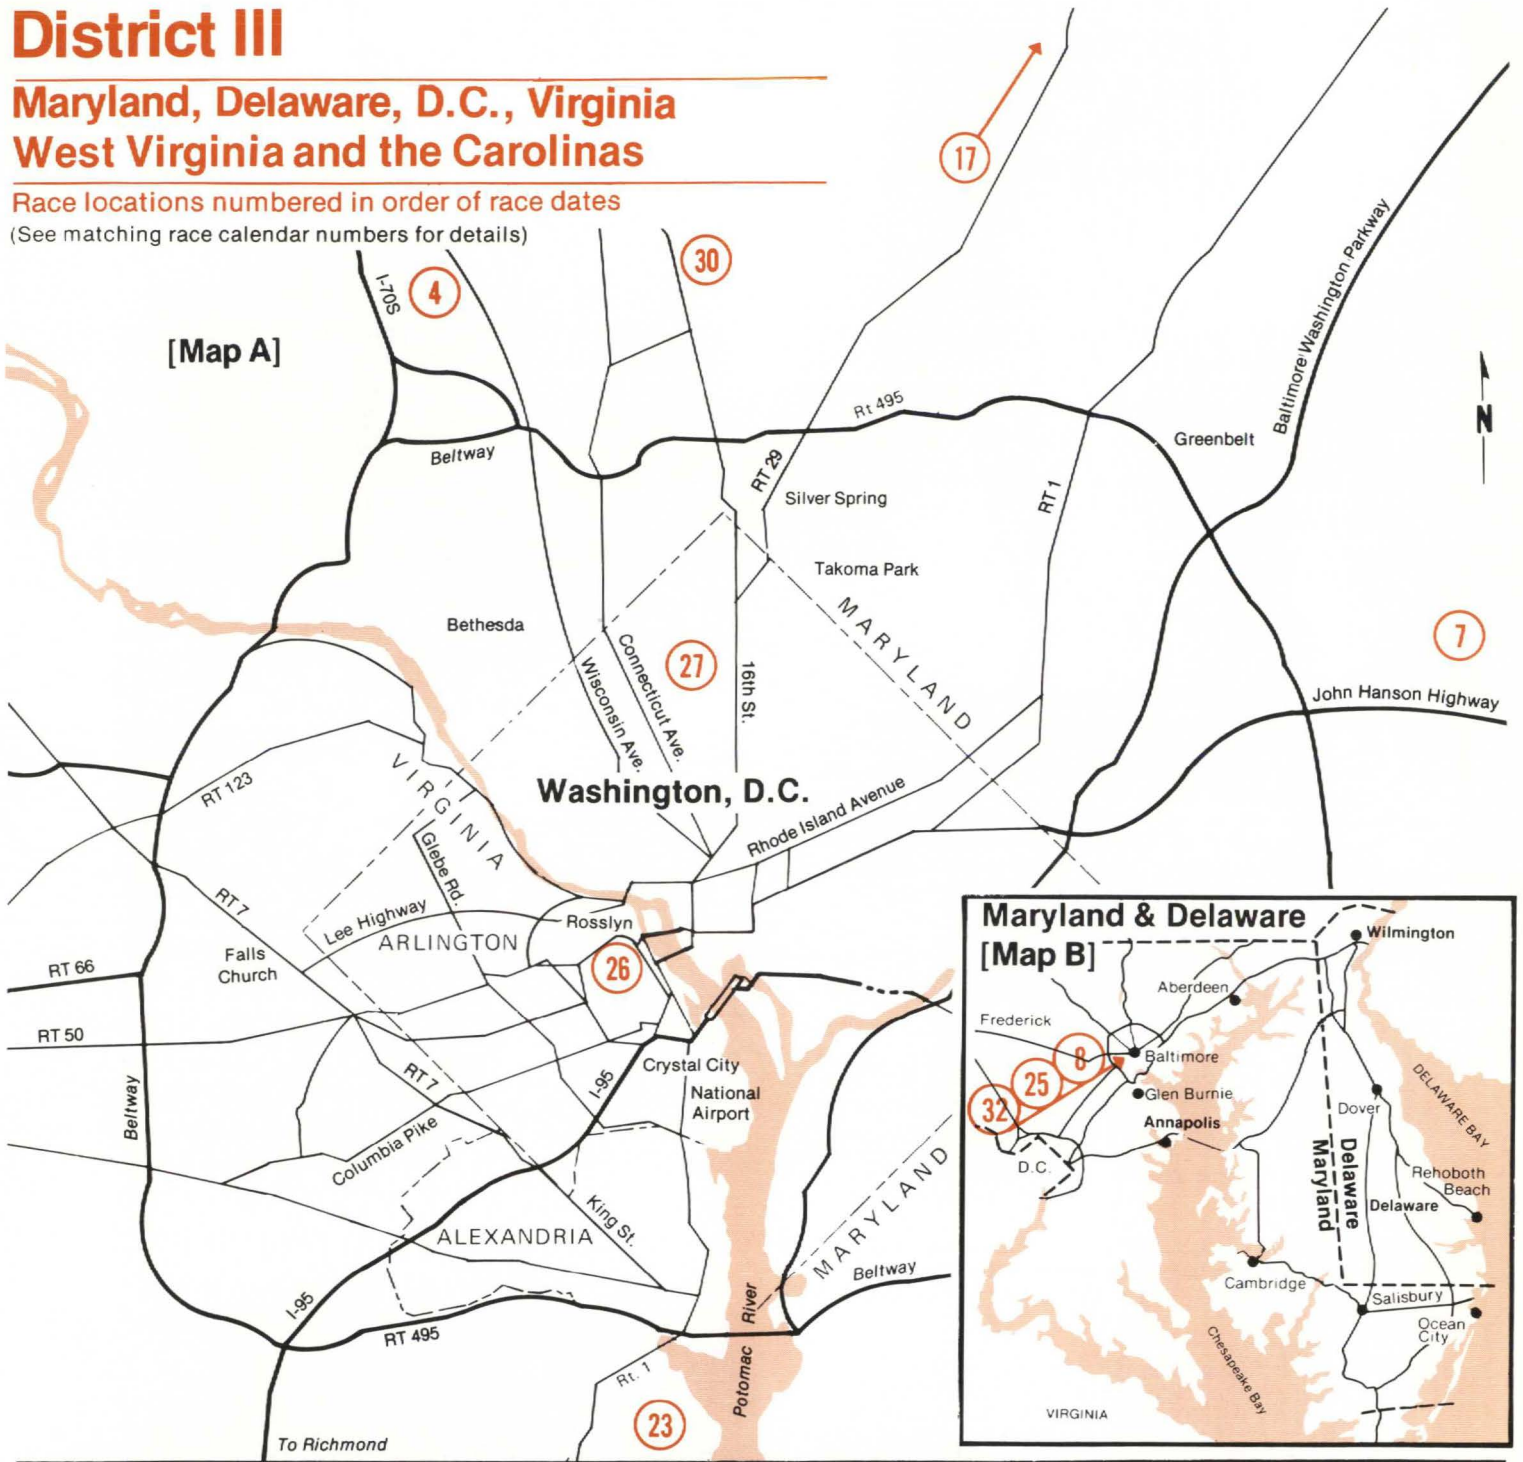 District III
Maryland, Delaware, D.C., Virginia
West Virginia and the Carolinas
Race locations numbered in order of race dates
(See matching race calendar numbers for details)
17
30
I-70S
4
[Map A]
Baltimore Washington Parkway
N
Rt 495
Greenbelt
Beltway
RT 29
RT 1
Silver Spring
Takoma Park
MARYLAND
Bethesda
7
27
Connecticut Ave.
Wisconsin Ave.
16th St.
John Hanson Highway
VIRGINIA
RT 123
Washington, D.C.
Rhode Island Avenue
Glebe Rd.
RT 7
Lee Highway
Rosslyn
ARLINGTON
Falls
Church
RT 66
26
RT 50
Crystal City
RT 7
I-95
National
Airport
Beltway
Columbia Pike
King St.
MARYLAND
ALEXANDRIA
Beltway
I-95
RT 495
Potomac River
Rt. 1
23
To Richmond
Maryland & Delaware
[Map B]
Wilmington
Aberdeen
Frederick
Baltimore
8
25
32
Glen Burnie
Annapolis
DELAWARE BAY
Dover
D.C.
Delaware
Maryland
Rehoboth
Beach
Delaware
Cambridge
Salisbury
Ocean
City
Chesapeake Bay
VIRGINIA